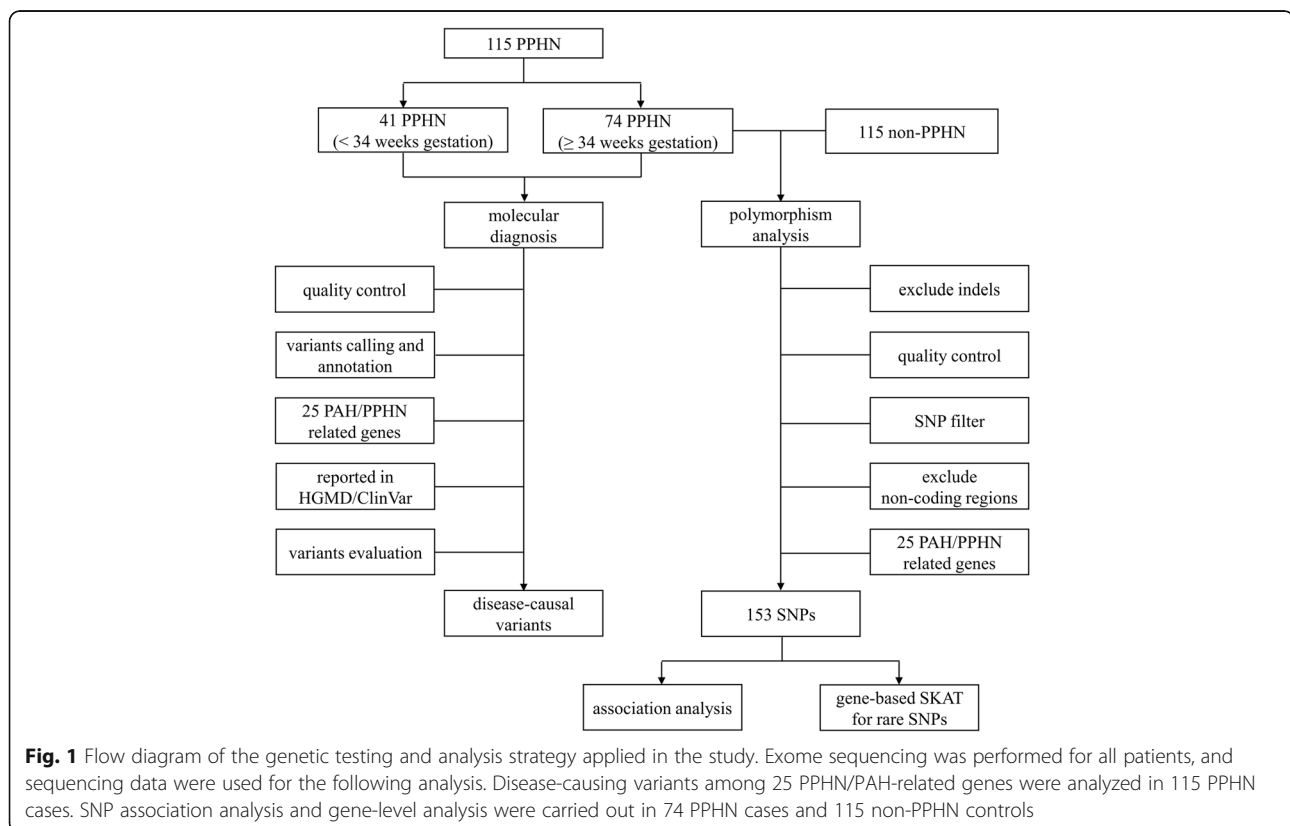 115 PPHN
41 PPHN
(< 34 weeks gestation)
74 PPHN
(≥ 34 weeks gestation)
115 non-PPHN
molecular
diagnosis
polymorphism
analysis
quality control
variants calling and
annotation
25 PAH/PPHN
related genes
reported in
HGMD/ClinVar
variants evaluation
disease-causal
variants
exclude indels
quality control
SNP filter
exclude
non-coding regions
25 PAH/PPHN
related genes
153 SNPs
association analysis
gene-based SKAT
for rare SNPs
Fig. 1 Flow diagram of the genetic testing and analysis strategy applied in the study. Exome sequencing was performed for all patients, and
sequencing data were used for the following analysis. Disease-causing variants among 25 PPHN/PAH-related genes were analyzed in 115 PPHN
cases. SNP association analysis and gene-level analysis were carried out in 74 PPHN cases and 115 non-PPHN controls